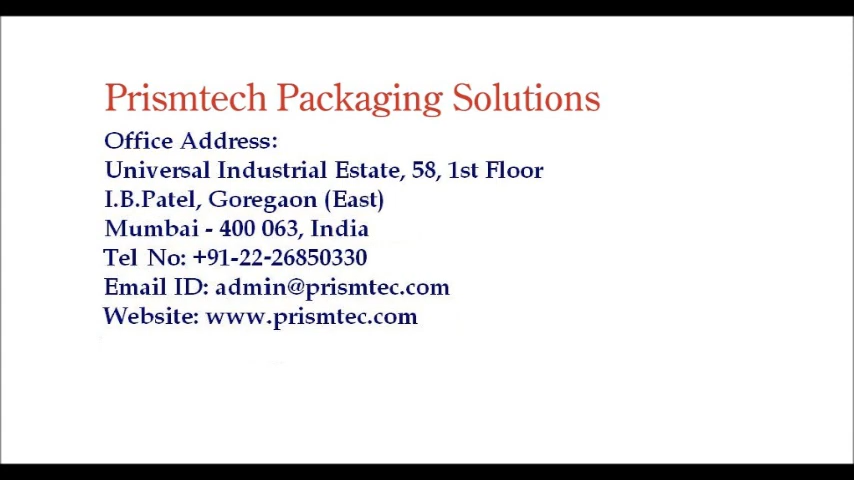 Prismtech Packaging Solutions
Office Address:
Universal Industrial Estate, 58, 1st Floor
I.B.Patel, Goregaon (East)
Mumbai - 400 063, India
Tel No: +91-22-26850330
Email ID: admin@prismtec.com
Website: www.prismtec.com